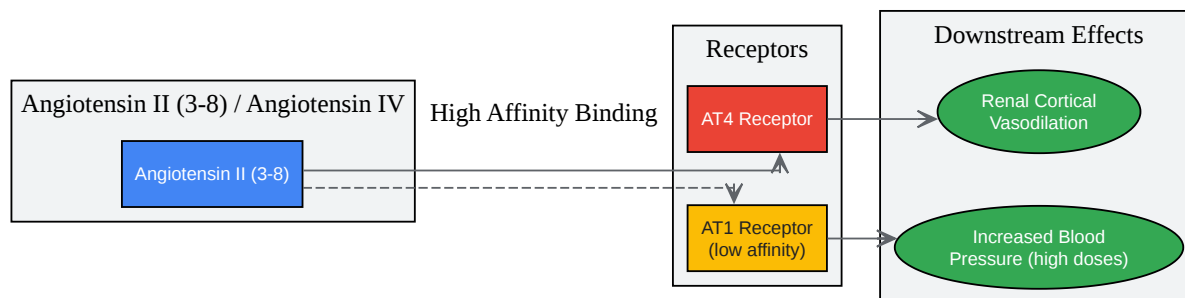 Angiotensin II (3-8) / Angiotensin IV
Angiotensin II (3-8)
High Affinity Binding
Receptors
AT4 Receptor
AT1 Receptor
(low affinity)
Downstream Effects
Renal Cortical
Vasodilation
Increased Blood
Pressure (high doses)